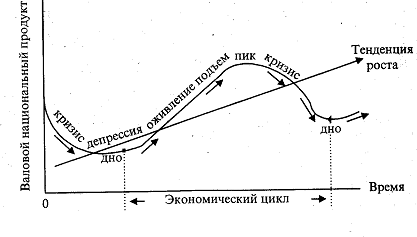 Валовой национальный продукт
кризис
депрессия
оживление
подъем
пик
кризис
Тенденция
роста
дно
дно
0
Время
Экономический цикл